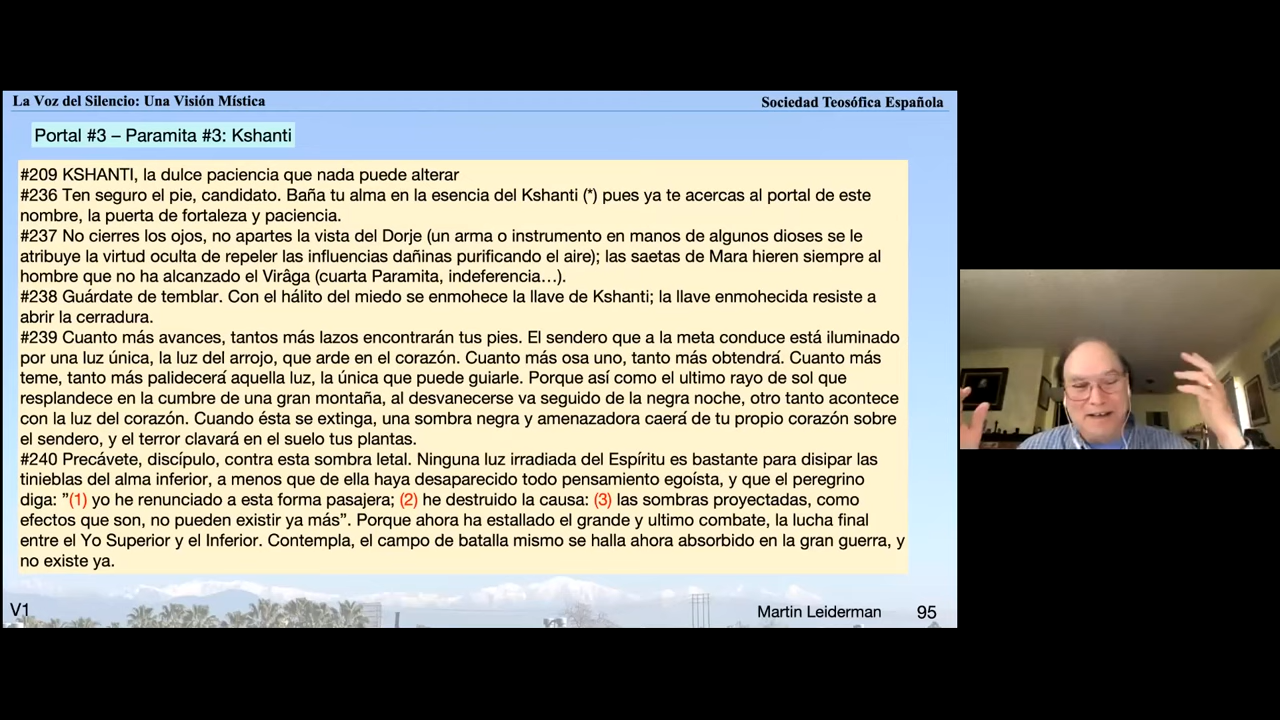 La Voz del Silencio: Una Visión Mística
Sociedad Teosófica Española
Portal #3 – Paramita #3: Kshanti
#209 KSHANTI, la dulce paciencia que nada puede alterar
#236 Ten seguro el pie, candidato. Baña tu alma en la esencia del Kshanti (*) pues ya te acercas al portal de este
nombre, la puerta de fortaleza y paciencia.
#237 No cierres los ojos, no apartes la vista del Dorje (un arma o instrumento en manos de algunos dioses se le
atribuye la virtud oculta de repeler las influencias dañinas purificando el aire); las saetas de Mara hieren siempre al
hombre que no ha alcanzado el Virâga (cuarta Paramita, indeferencia…).
#238 Guárdate de temblar. Con el hálito del miedo se enmohece la llave de Kshanti; la llave enmohecida resiste a
abrir la cerradura.
#239 Cuanto más avances, tantos más lazos encontrarán tus pies. El sendero que a la meta conduce está iluminado
por una luz única, la luz del arrojo, que arde en el corazón. Cuanto más osa uno, tanto más obtendrá. Cuanto más
teme, tanto más palidecerá aquella luz, la única que puede guiarle. Porque así como el ultimo rayo de sol que
resplandece en la cumbre de una gran montaña, al desvanecerse va seguido de la negra noche, otro tanto acontece
con la luz del corazón. Cuando ésta se extinga, una sombra negra y amenazadora caerá de tu propio corazón sobre
el sendero, y el terror clavará en el suelo tus plantas.
#240 Precávete, discípulo, contra esta sombra letal. Ninguna luz irradiada del Espíritu es bastante para disipar las
tinieblas del alma inferior, a menos que de ella haya desaparecido todo pensamiento egoísta, y que el peregrino
diga: ”(1) yo he renunciado a esta forma pasajera; (2) he destruido la causa: (3) las sombras proyectadas, como
efectos que son, no pueden existir ya más”. Porque ahora ha estallado el grande y ultimo combate, la lucha final
entre el Yo Superior y el Inferior. Contempla, el campo de batalla mismo se halla ahora absorbido en la gran guerra, y
no existe ya.
V1
Martin Leiderman
95